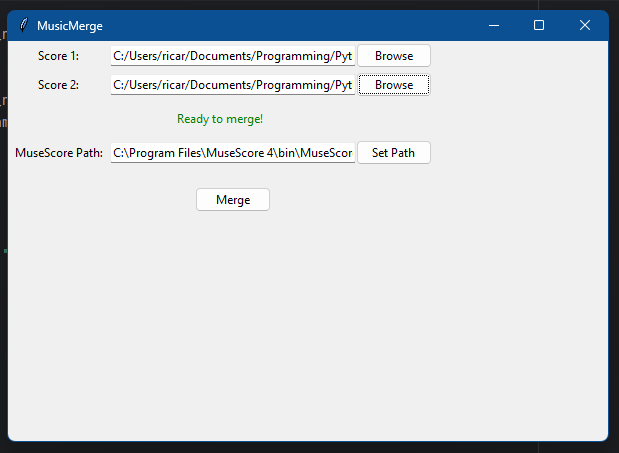 MusicMerge
Score 1: C:/Users/ricar/Documents/Programming/Pyt Browse
Score 2: C:/Users/ricar/Documents/Programming/Pyt Browse
Ready to merge!
MuseScore Path: C:\Program Files\MuseScore 4\bin\MuseScor Set Path
Merge